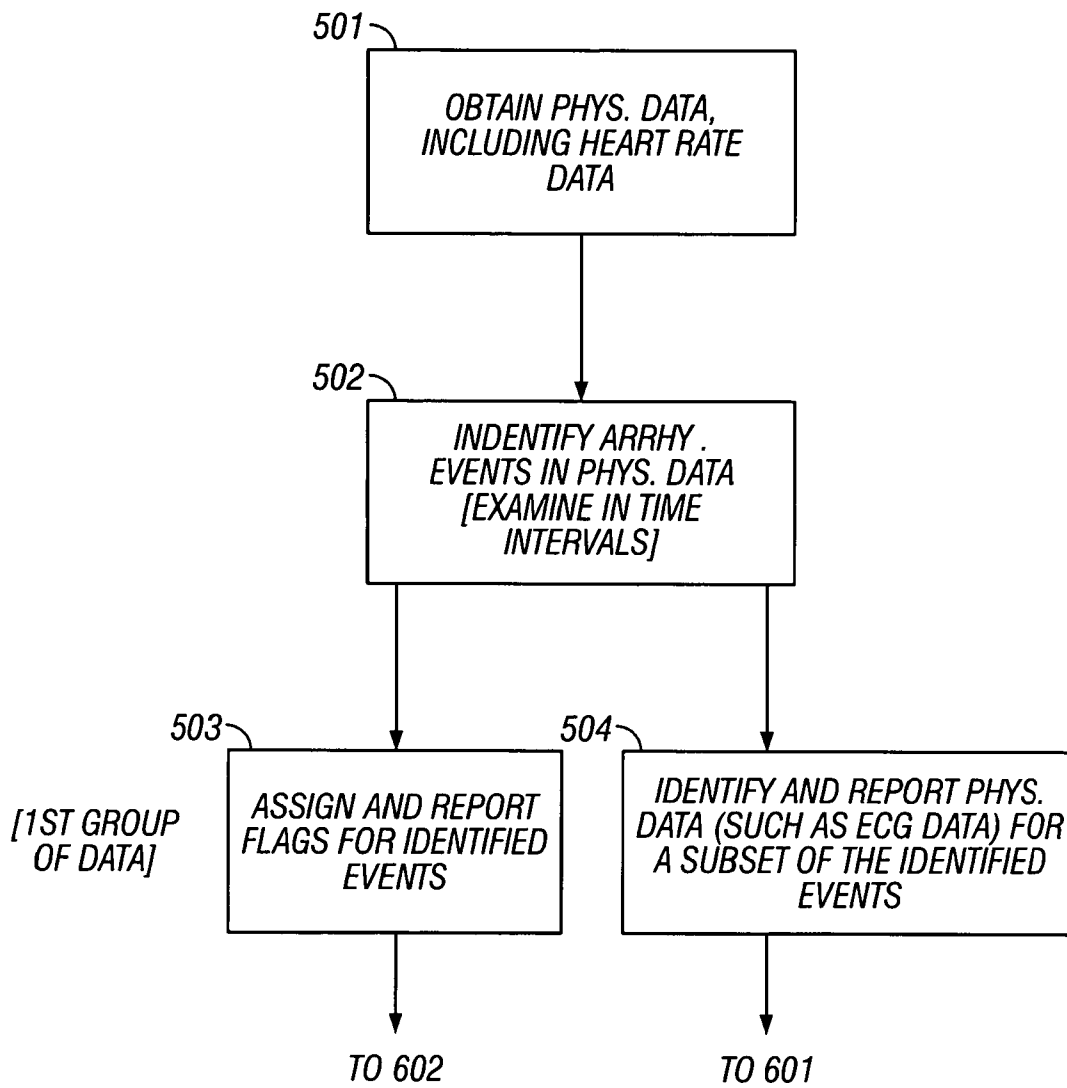 501
OBTAIN PHYS. DATA,
INCLUDING HEART RATE
DATA
502
INDENTIFY ARRHY .
EVENTS IN PHYS. DATA
[EXAMINE IN TIME
INTERVALS]
503
[1ST GROUP
OF DATA]
ASSIGN AND REPORT
FLAGS FOR IDENTIFIED
EVENTS
504
IDENTIFY AND REPORT PHYS.
DATA (SUCH AS ECG DATA) FOR
A SUBSET OF THE IDENTIFIED
EVENTS
TO 602
TO 601